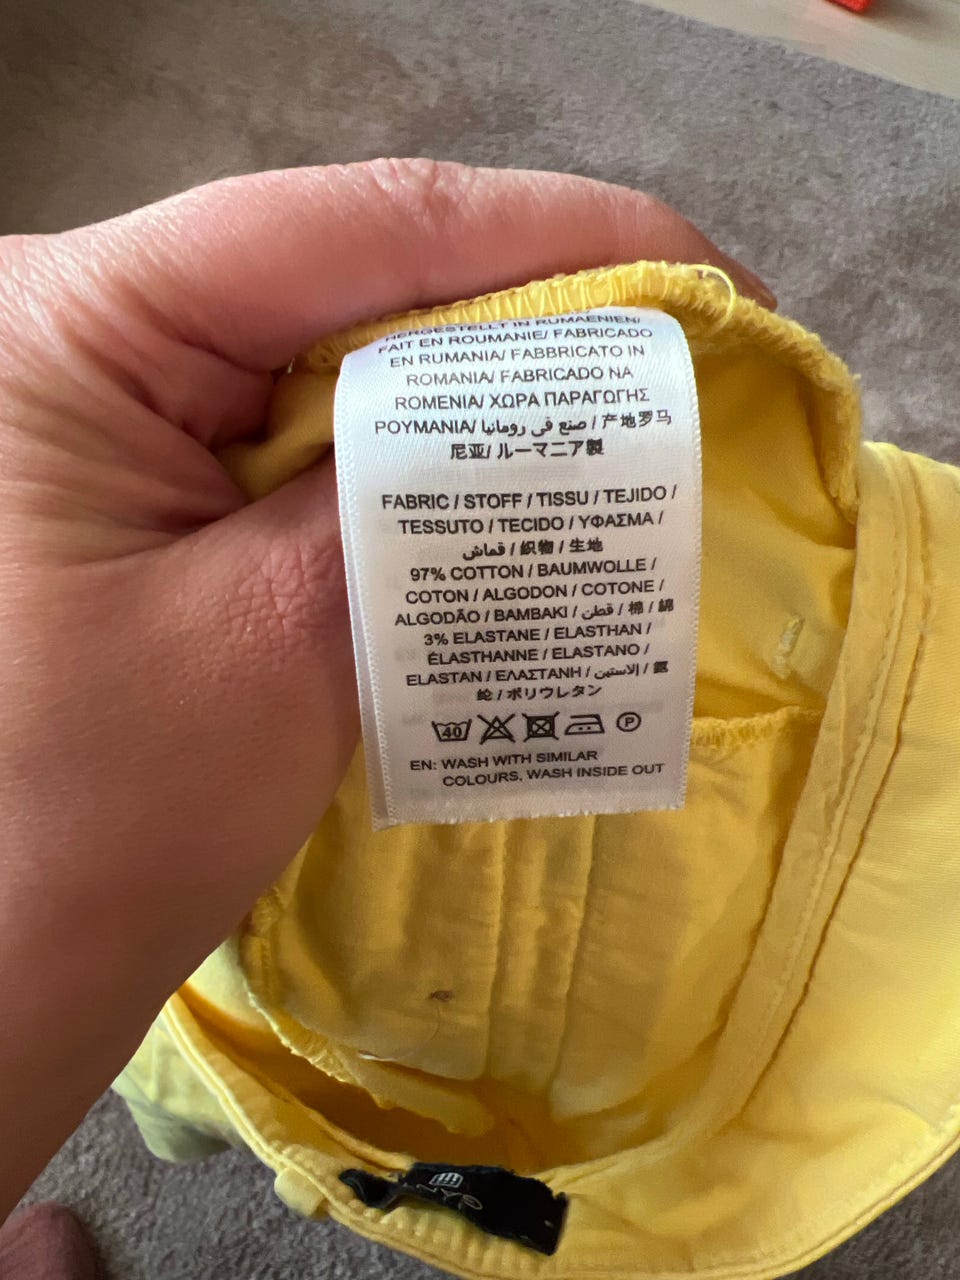 HERGESTELLT IN RUMAENIEN/
FAIT EN ROUMANIE/ FABRICADO
EN RUMANIA/ FABBRICATO IN
ROMANIA/ FABRICADO NA
ROMENIA/ ΧΩΡΑ ΠΑΡΑΓΩΓΗΣ
ΡΟΥΜΑΝΙΑ/ صنع في رومانيا / 产地罗马
尼亚/ ルーマニア製
FABRIC / STOFF / TISSU / TEJIDO /
TESSUTO / TECIDO / ΥΦΑΣΜΑ /
قماش / 织物 / 生地
97% COTTON / BAUMWOLLE /
COTON / ALGODON / COTONE /
ALGODÃO / ΒΑΜΒΑΚΙ / قطن / 棉 / 綿
3% ELASTANE / ELASTHAN /
ÉLASTHANNE / ELASTANO /
ELASTAN / ΕΛΑΣΤΑΝΗ / الاستين /
纶 / ポリウレタン
40 P
EN: WASH WITH SIMILAR
COLOURS, WASH INSIDE OUT